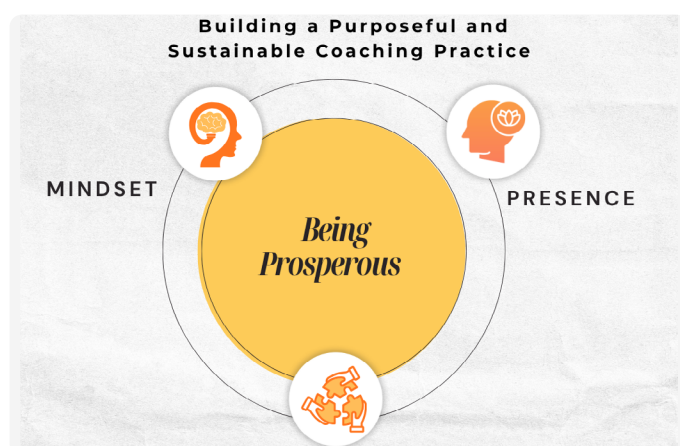 Building a Purposeful and
Sustainable Coaching Practice
MINDSET
PRESENCE
Being
Prosperous